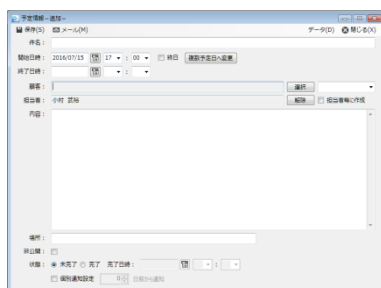 予定情報 - 追加 -
保存(S) メール(M) データ(D) 閉じる(X)
件名:
開始日時: 2016/07/15 17 : 00 終日 複数予定日へ変更
終了日時: :
顧客: 選択
担当者: 小村 武裕 解除 担当者毎に作成
内容:
場所:
非公開:
状態: 未完了 完了 完了日時: :
個別通知設定 0 日前から通知